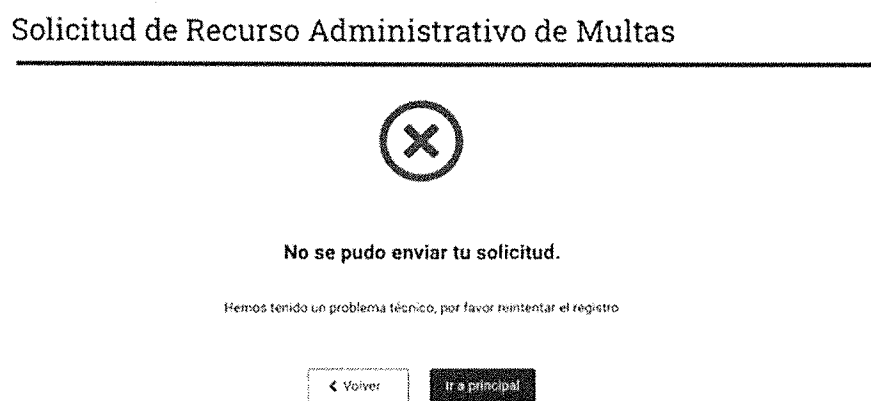 Solicitud de Recurso Administrativo de Multas
No se pudo enviar tu solicitud.
Hemos tenido un problema técnico, por favor reintentar el registro
Volver
Ir a principal